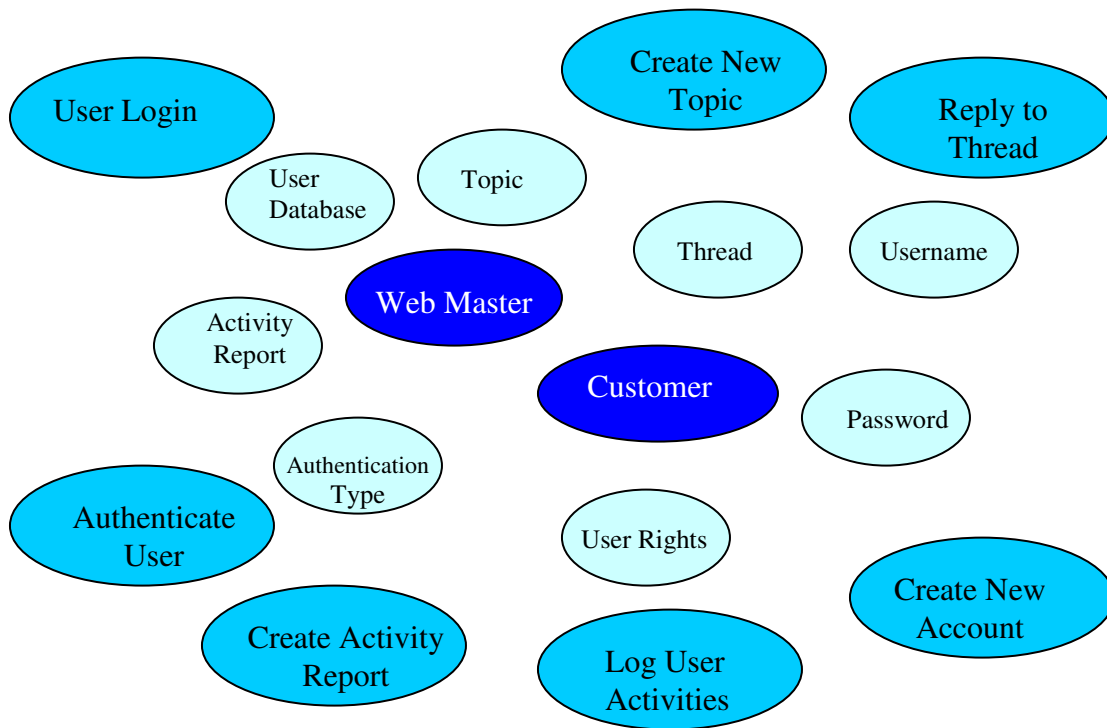 Create New
Topic
User Login
Reply to
Thread
User
Database
Topic
Thread
Username
Web Master
Activity
Report
Customer
Password
Authentication
Type
Authenticate
User
User Rights
Create New
Account
Create Activity
Report
Log User
Activities